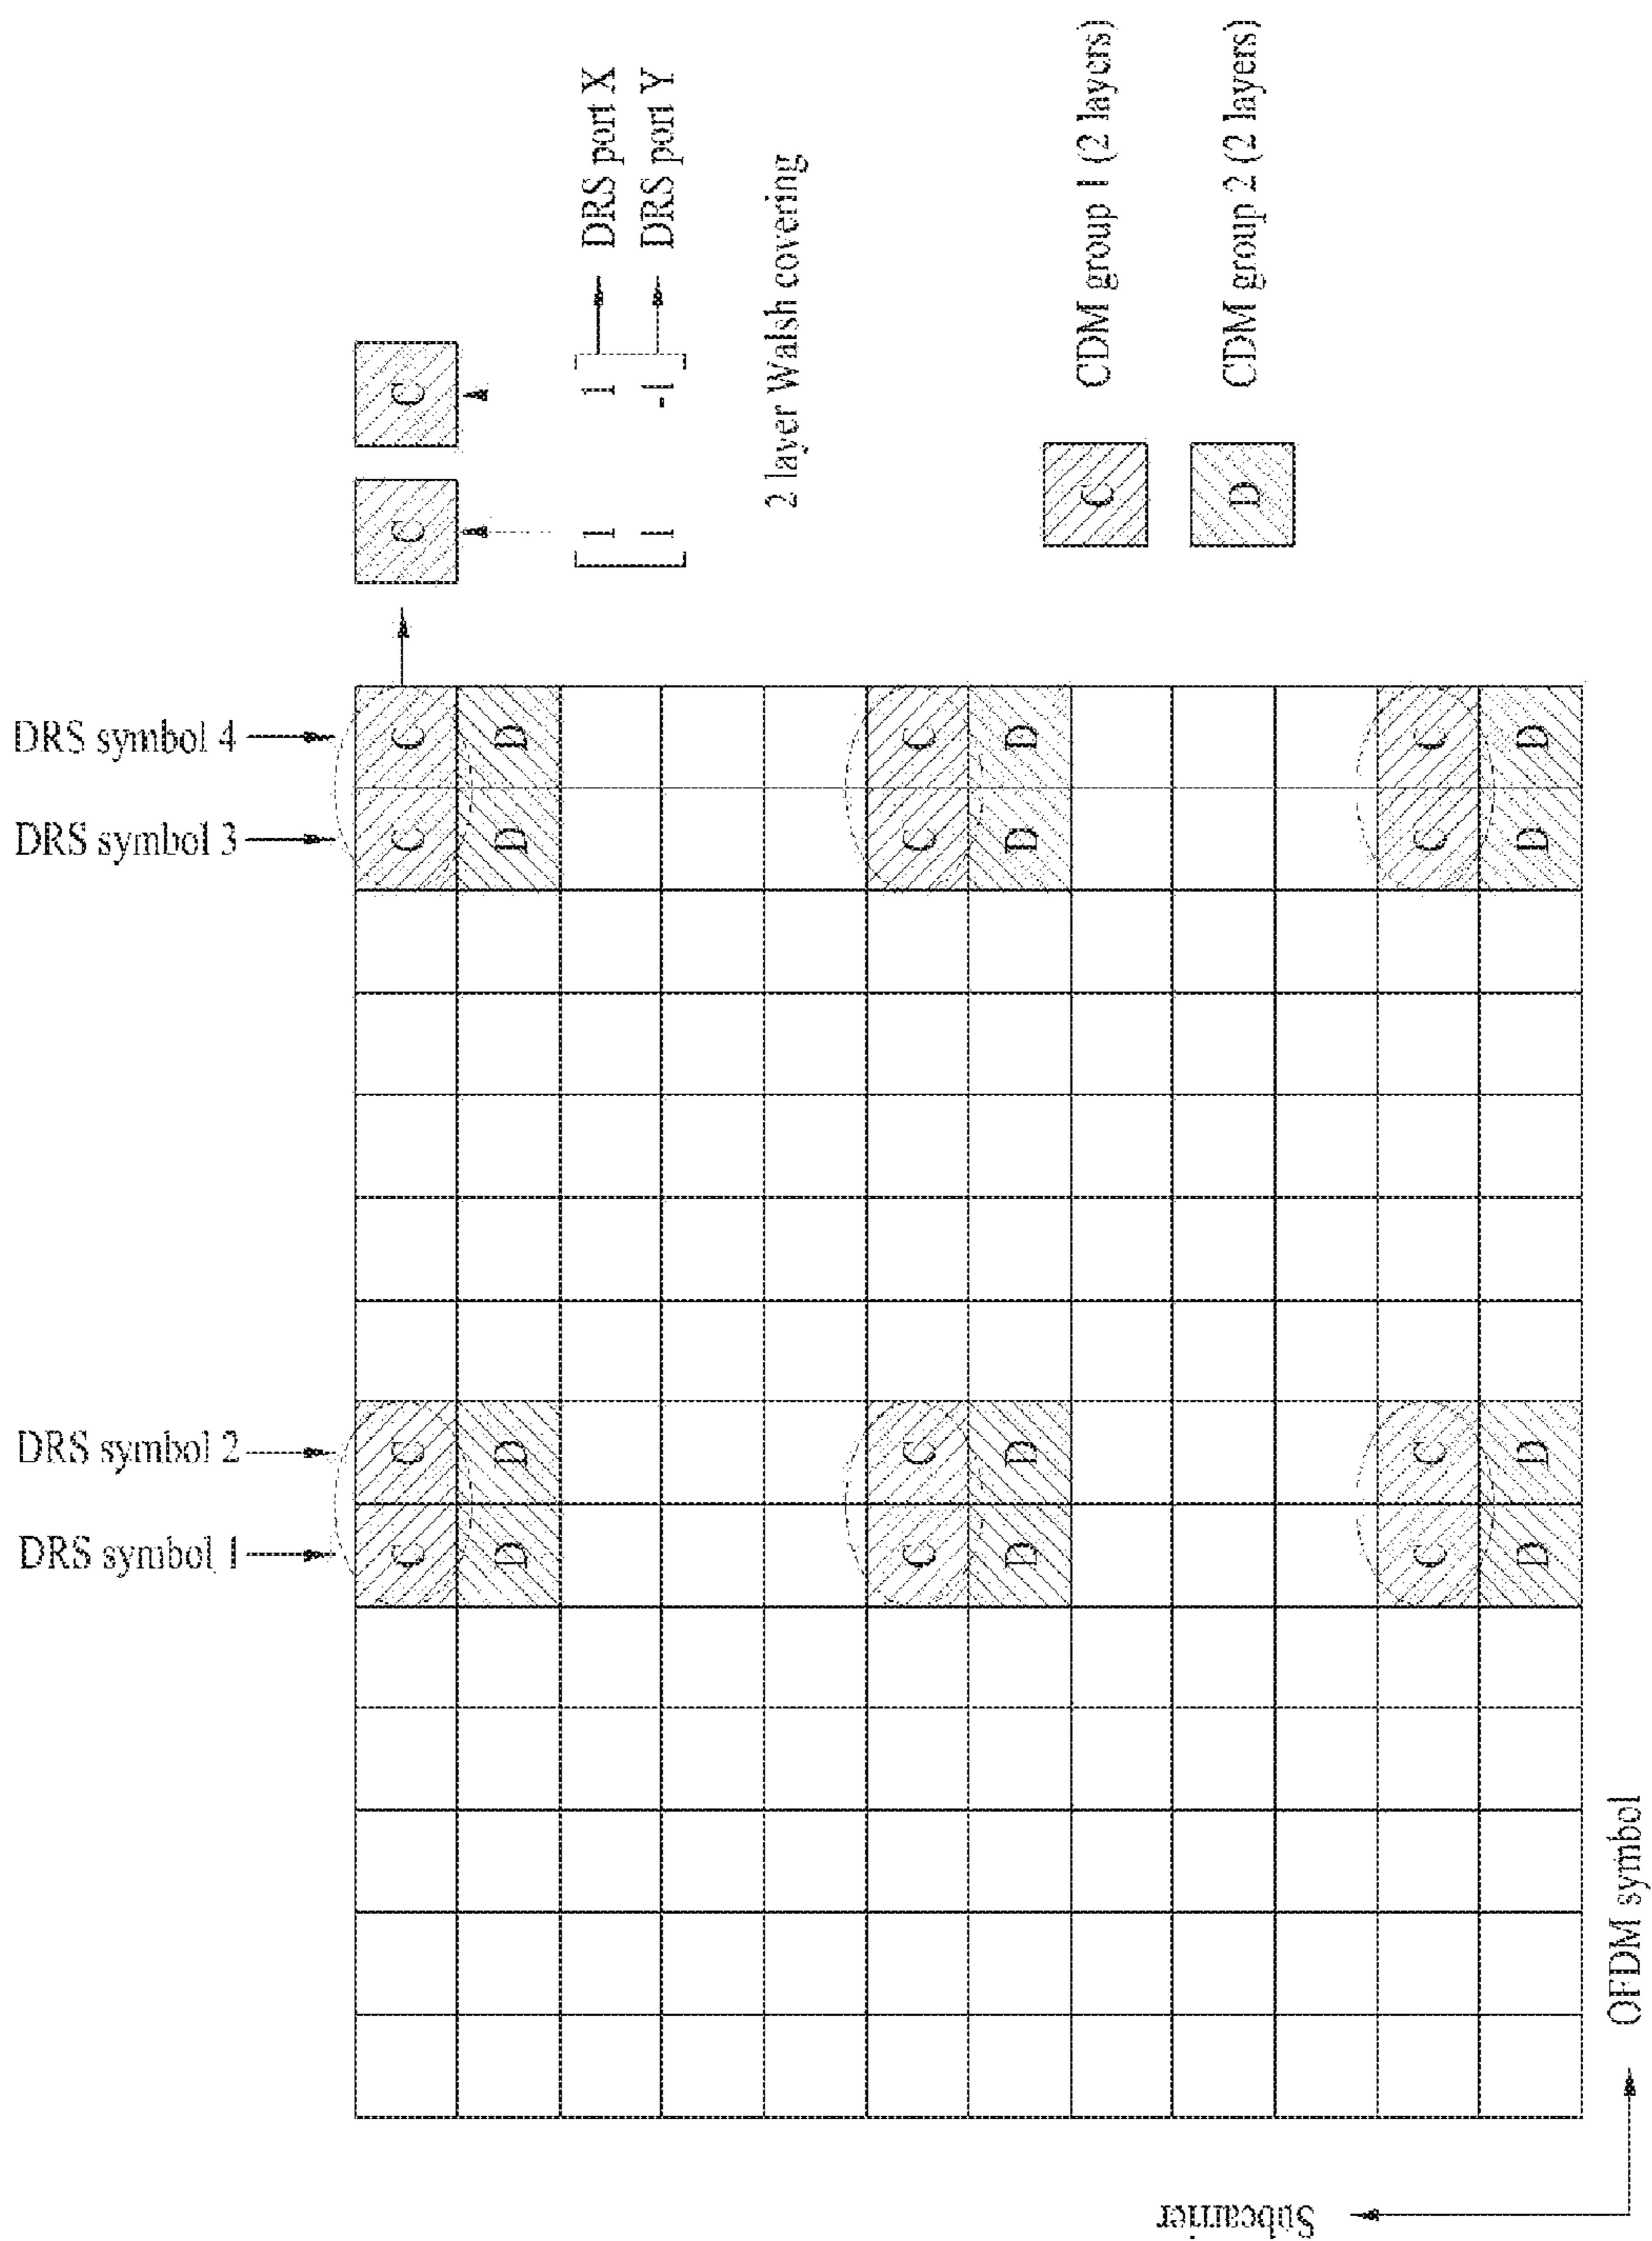 DRS symbol 1
DRS symbol 2
DRS symbol 3
DRS symbol 4
C C C C
D D D D
C C C C
D D D D
C C C C
D D D D
C C
1 1 DRS port X
1 -1 DRS port Y
2 layer Walsh covering
C CDM group 1 (2 layers)
D CDM group 2 (2 layers)
Subcarrier
OFDM symbol